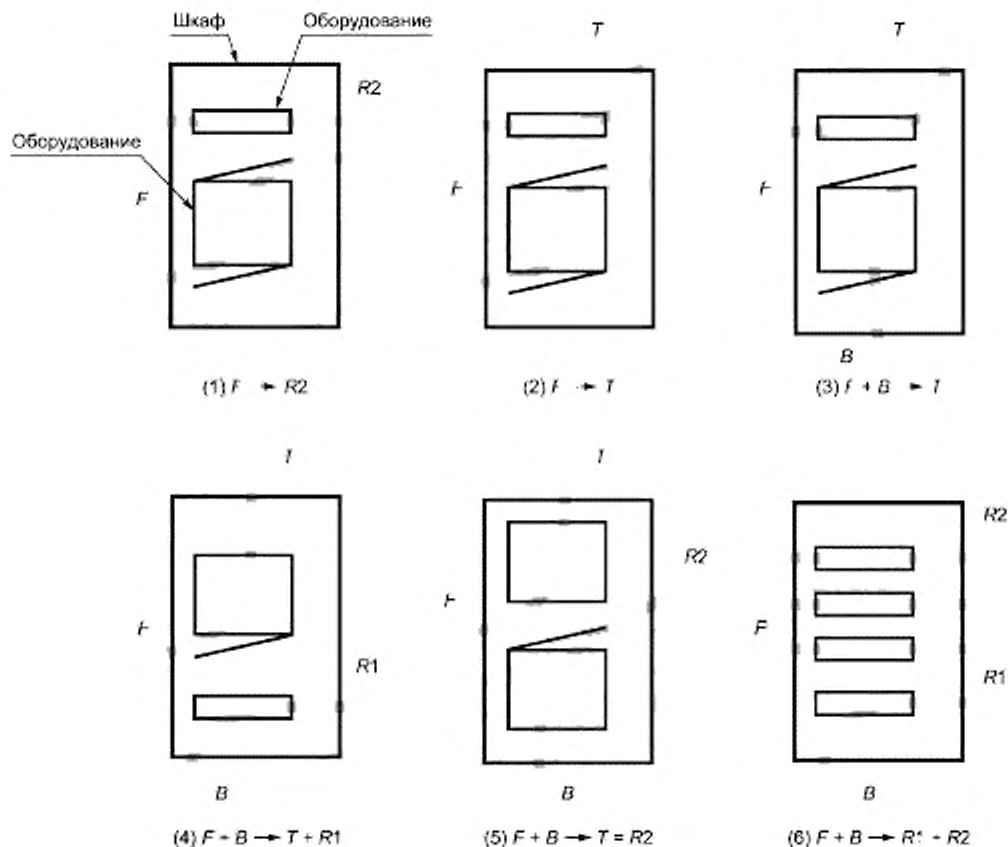 Шкаф
Оборудование
Оборудование
F
R2
(1) F → R2
T
F
(2) F → T
T
F
B
(3) F + B → T
T
F
R1
B
(4) F + B → T + R1
T
F
R2
B
(5) F + B → T = R2
F
R2
R1
B
(6) F + B → R1 + R2